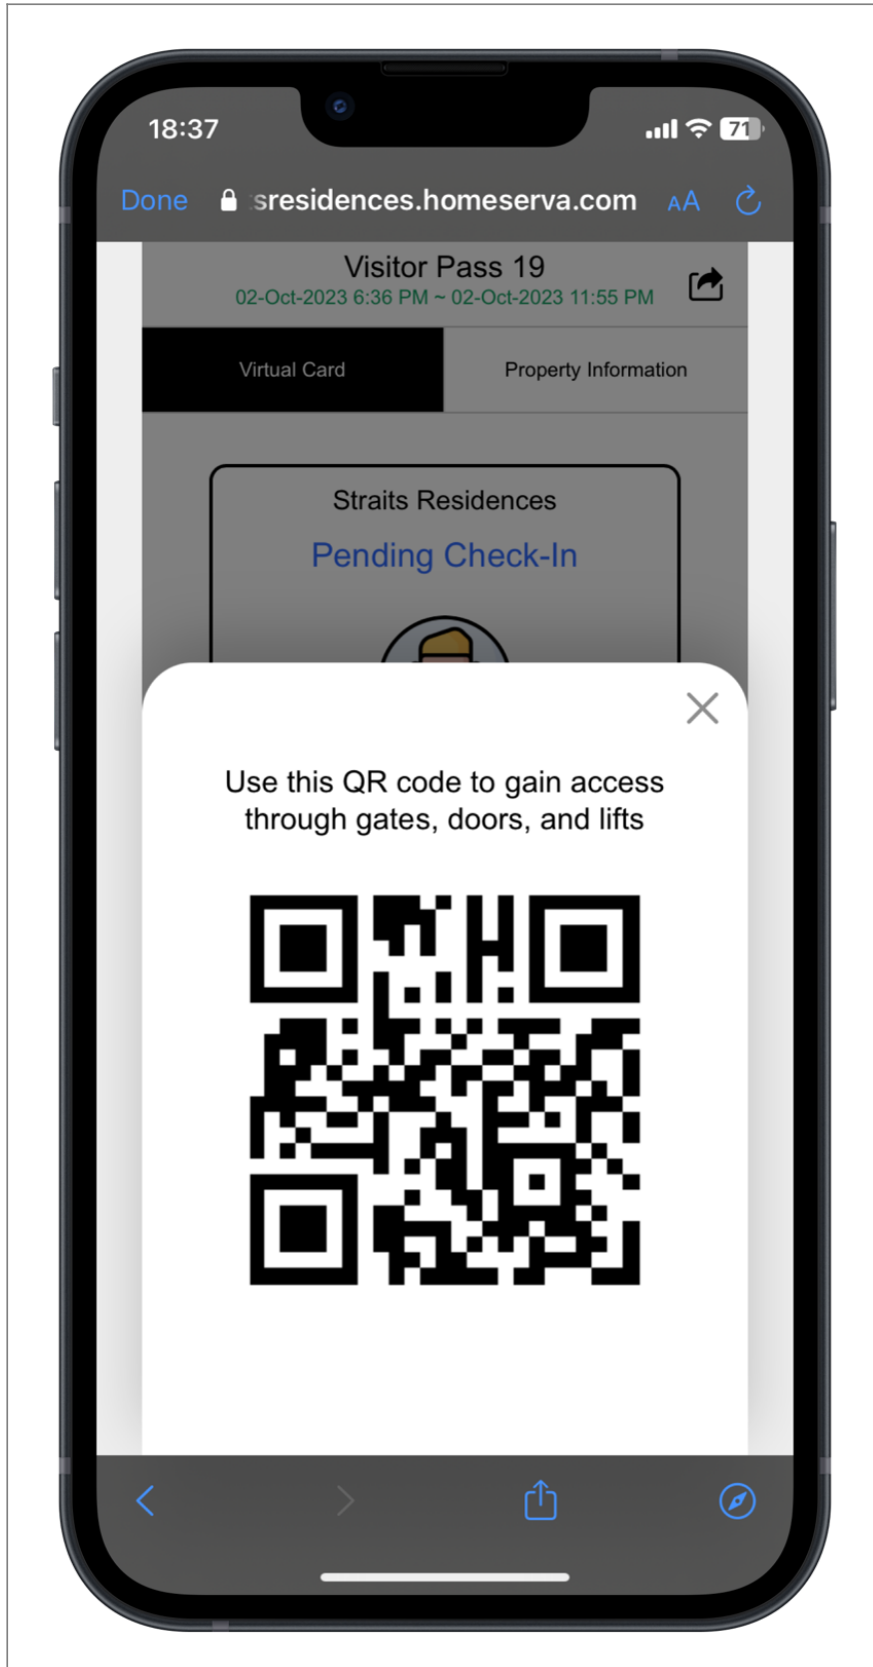 18:37
71
Done
sresidences.homeserva.com
AA
Visitor Pass 19
02-Oct-2023 6:36 PM ~ 02-Oct-2023 11:55 PM
Virtual Card
Property Information
Straits Residences
Pending Check-In
Use this QR code to gain access
through gates, doors, and lifts